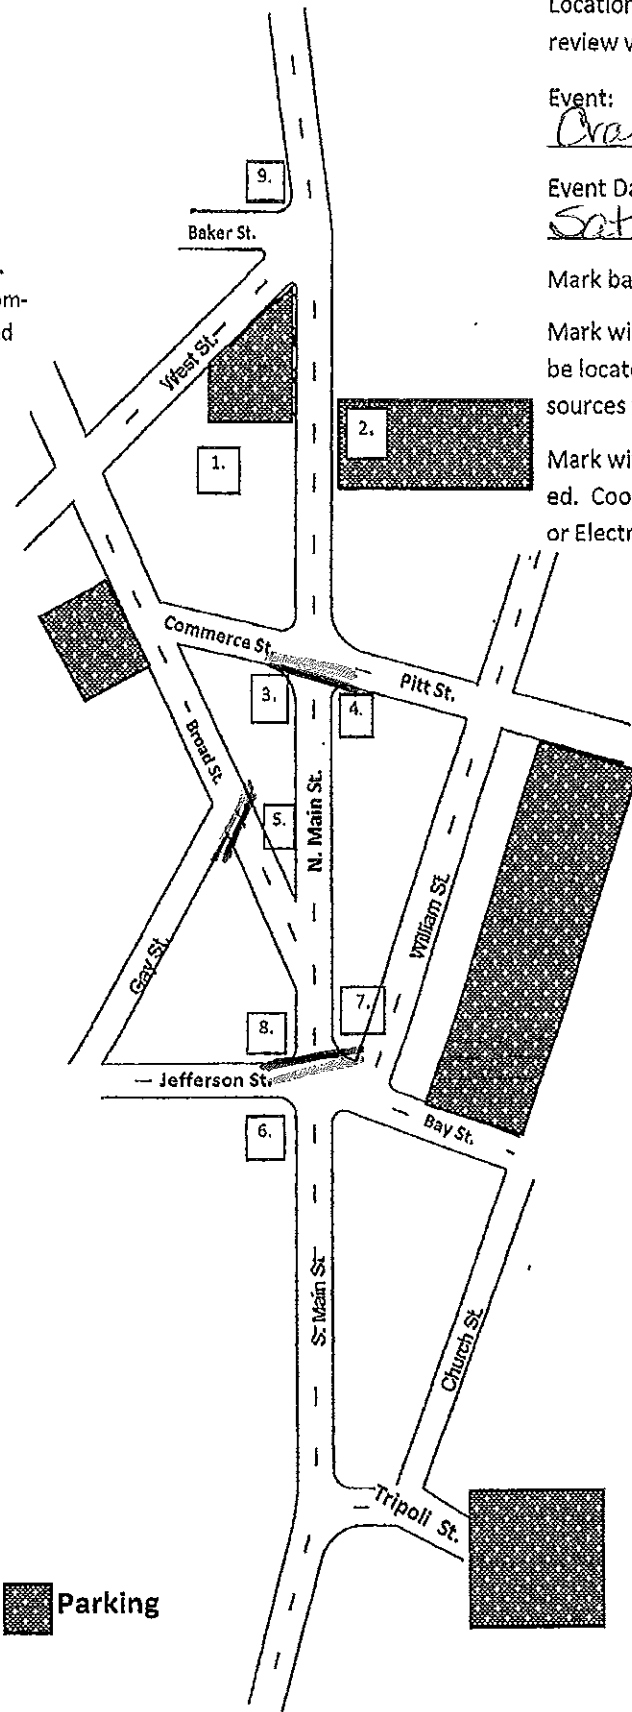 Location
review v
Event:
Cra
Event Da
Sat
Mark ba
Mark wi
be locate
sources
Mark wi
ed. Coo
or Electr
om-
d
9.
Baker St.
West St.
2.
1.
Commerce St.
Pitt St.
3.
4.
Broad St.
5.
N. Main St.
William St.
Gay St.
7.
8.
Jefferson St.
Bay St.
6.
S. Main St.
Church St.
Tripoli St.
Parking